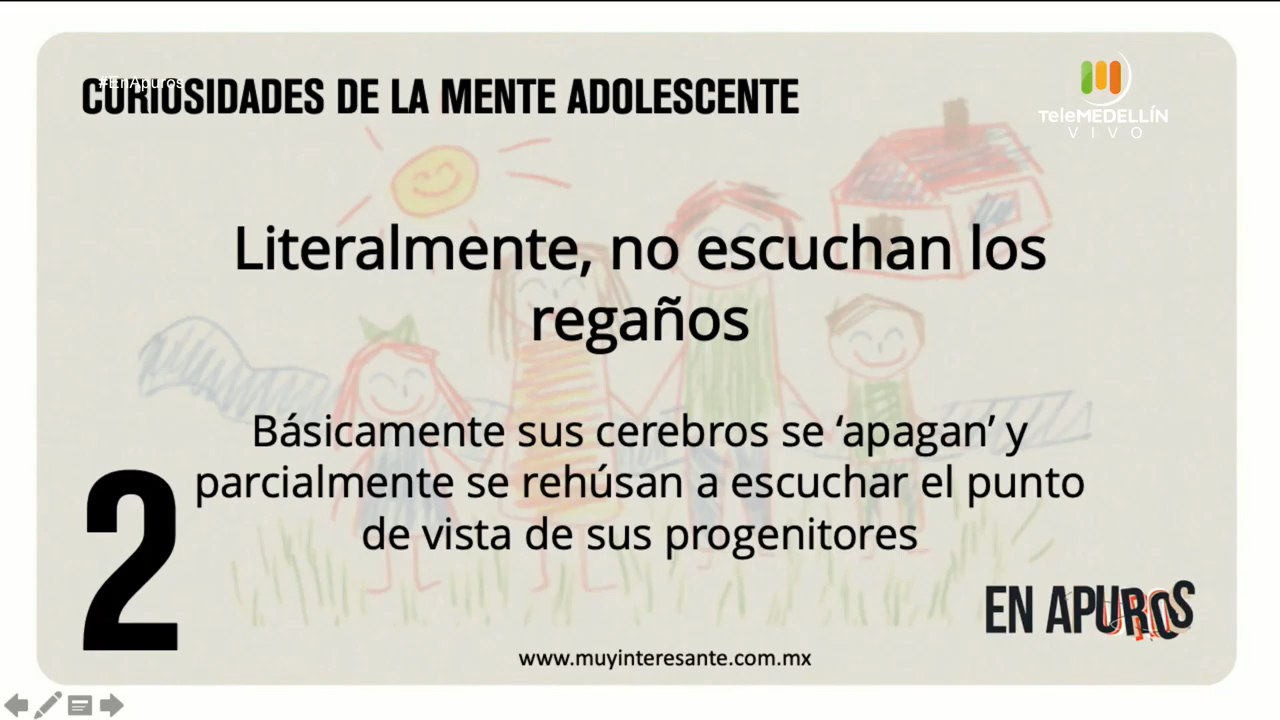 #EnApuros
CURIOSIDADES DE LA MENTE ADOLESCENTE
TeleMEDELLÍN
VIVO
Literalmente, no escuchan los
regaños
Básicamente sus cerebros se ‘apagan’ y
parcialmente se rehúsan a escuchar el punto
de vista de sus progenitores
2
EN APUROS
www.muyinteresante.com.mx